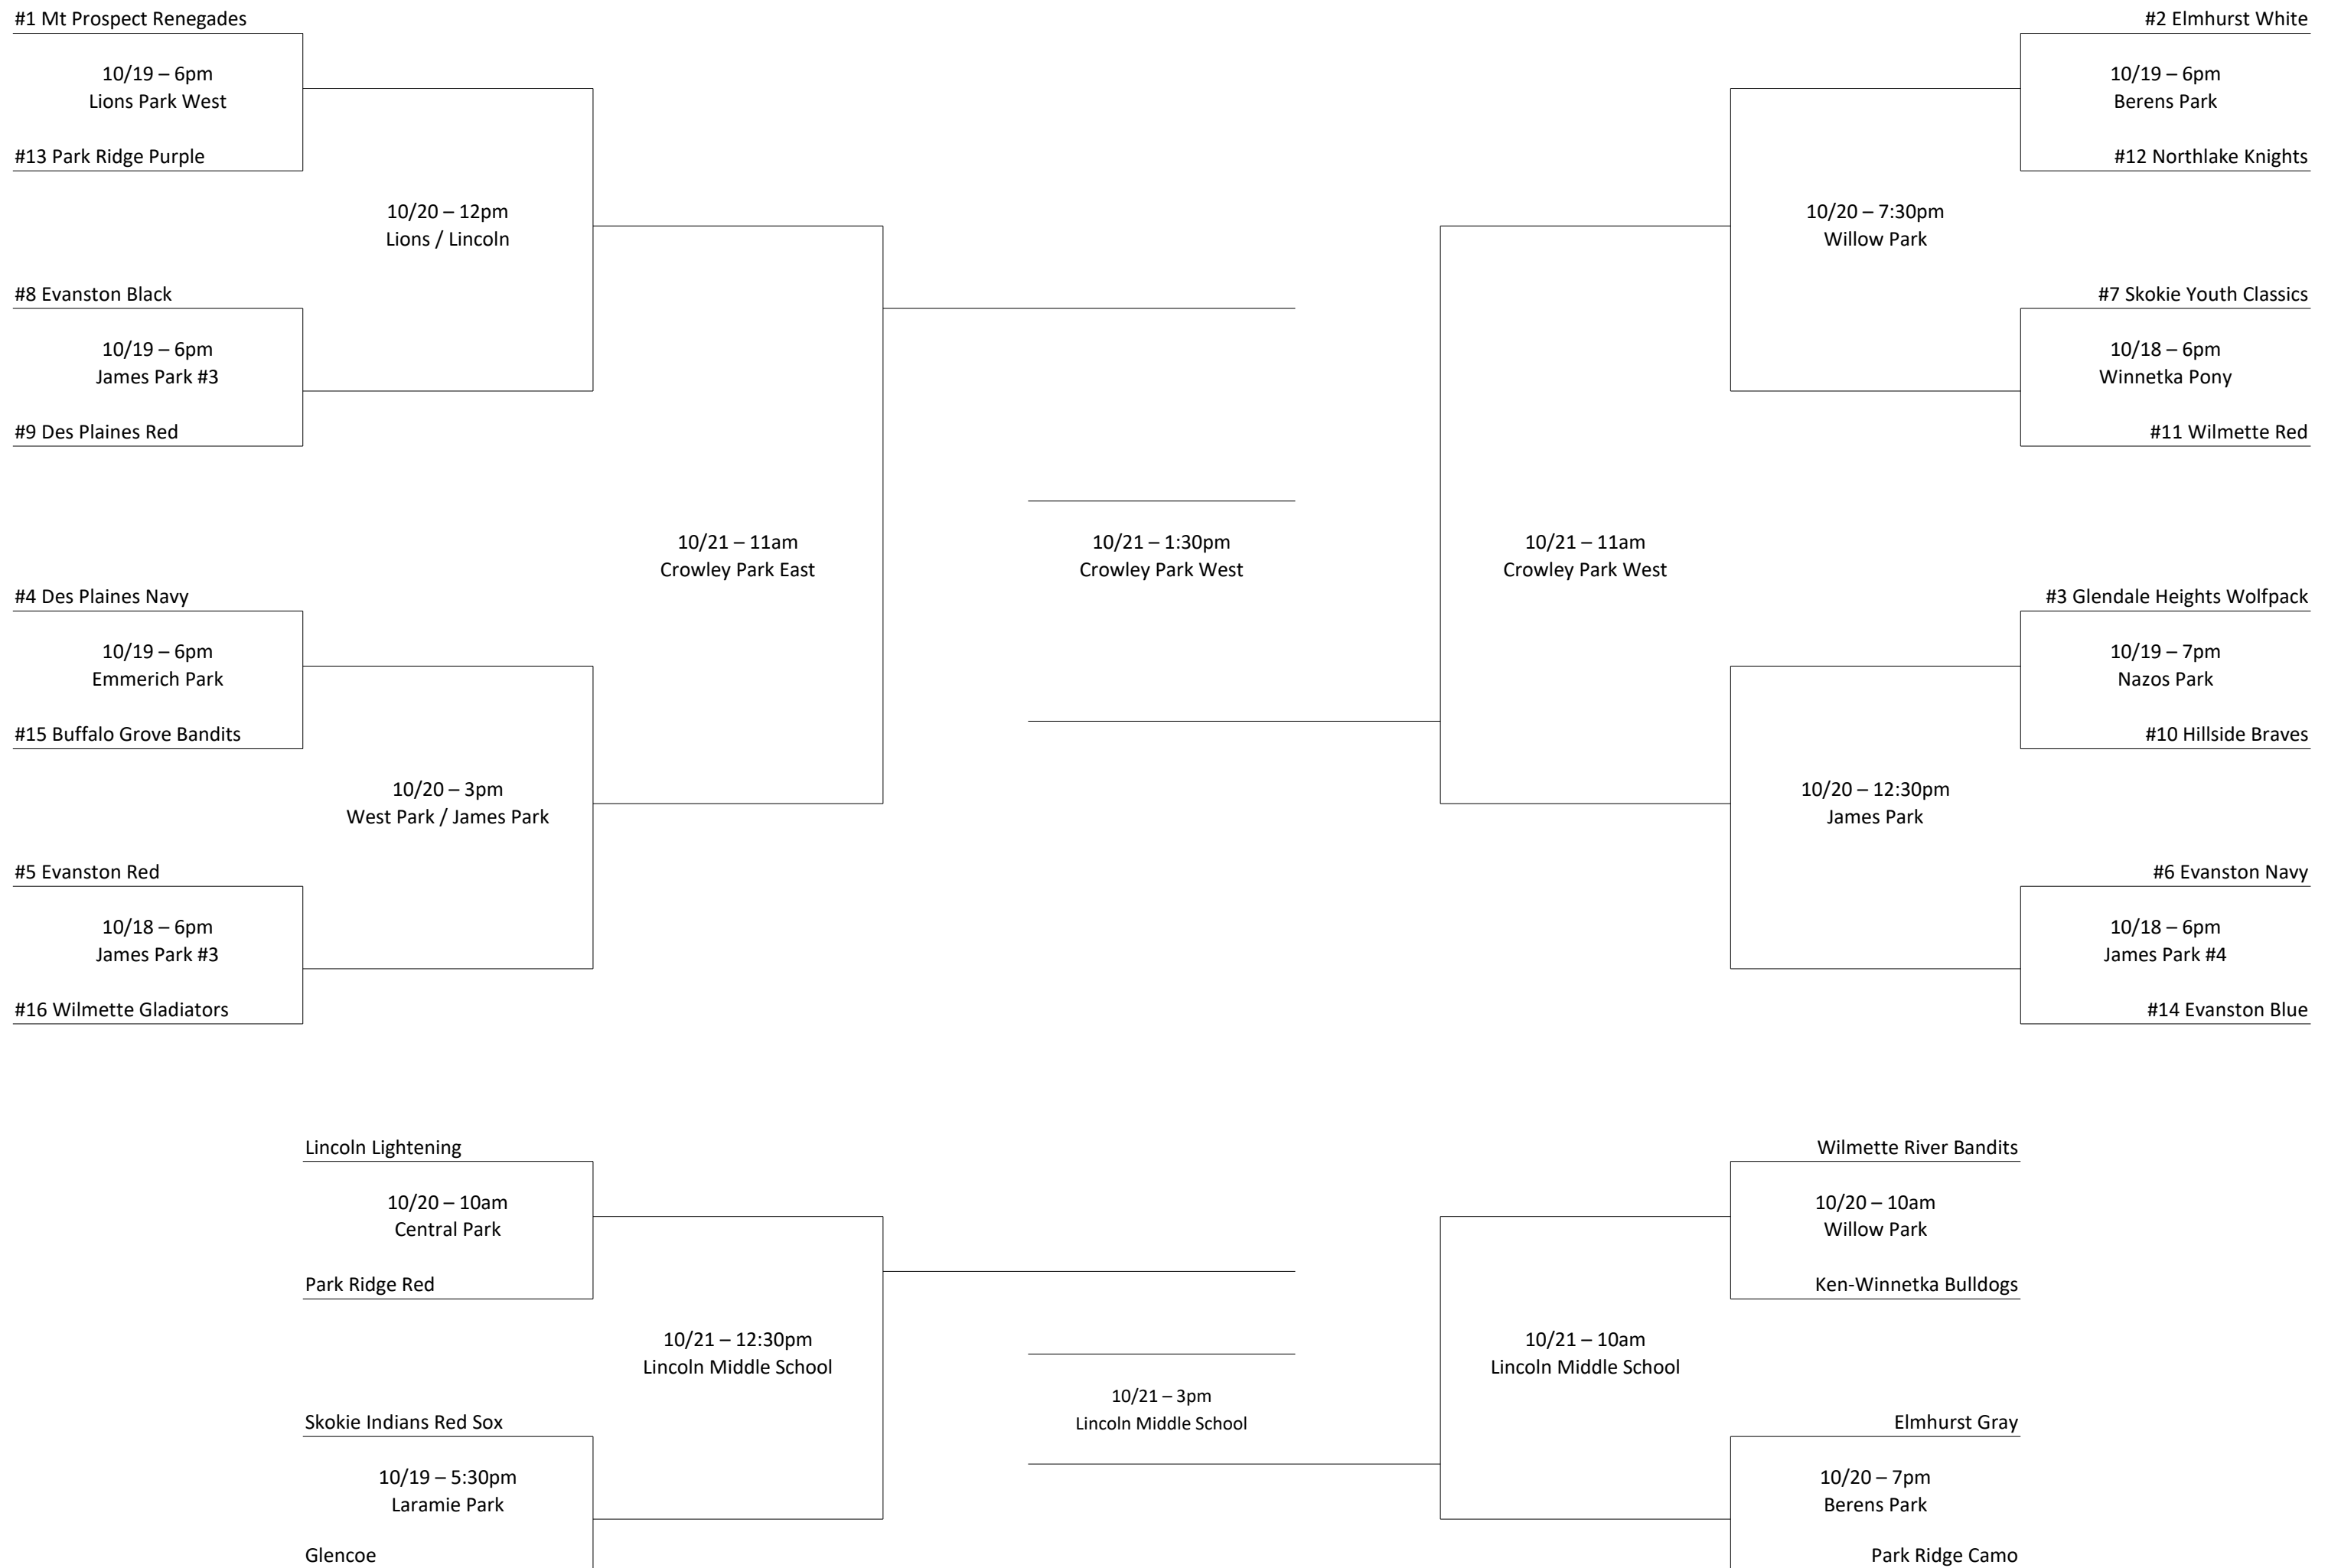 #1 Mt Prospect Renegades
10/19 – 6pm
Lions Park West
#13 Park Ridge Purple
10/20 – 12pm
Lions / Lincoln
#8 Evanston Black
10/19 – 6pm
James Park #3
#9 Des Plaines Red
10/21 – 11am
Crowley Park East
#4 Des Plaines Navy
10/19 – 6pm
Emmerich Park
#15 Buffalo Grove Bandits
10/20 – 3pm
West Park / James Park
#5 Evanston Red
10/18 – 6pm
James Park #3
#16 Wilmette Gladiators
10/21 – 1:30pm
Crowley Park West
#2 Elmhurst White
10/19 – 6pm
Berens Park
#12 Northlake Knights
10/20 – 7:30pm
Willow Park
#7 Skokie Youth Classics
10/18 – 6pm
Winnetka Pony
#11 Wilmette Red
10/21 – 11am
Crowley Park West
#3 Glendale Heights Wolfpack
10/19 – 7pm
Nazos Park
#10 Hillside Braves
10/20 – 12:30pm
James Park
#6 Evanston Navy
10/18 – 6pm
James Park #4
#14 Evanston Blue
Lincoln Lightening
10/20 – 10am
Central Park
Park Ridge Red
10/21 – 12:30pm
Lincoln Middle School
Skokie Indians Red Sox
10/19 – 5:30pm
Laramie Park
Glencoe
10/21 – 3pm
Lincoln Middle School
Wilmette River Bandits
10/20 – 10am
Willow Park
Ken-Winnetka Bulldogs
10/21 – 10am
Lincoln Middle School
Elmhurst Gray
10/20 – 7pm
Berens Park
Park Ridge Camo